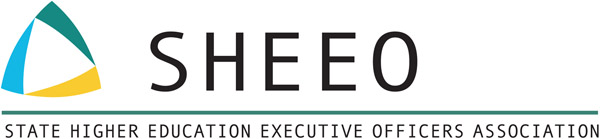 SHEEO
STATE HIGHER EDUCATION EXECUTIVE OFFICERS ASSOCIATION